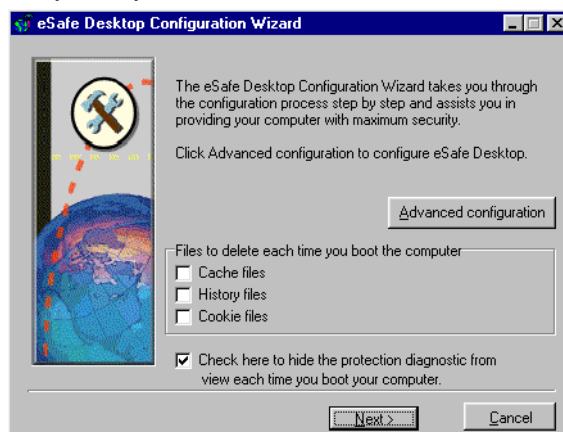 eSafe Desktop Configuration Wizard
The eSafe Desktop Configuration Wizard takes you through
the configuration process step by step and assists you in
providing your computer with maximum security.
Click Advanced configuration to configure eSafe Desktop.
Advanced configuration
Files to delete each time you boot the computer
Cache files
History files
Cookie files
Check here to hide the protection diagnostic from
view each time you boot your computer.
Next >
Cancel